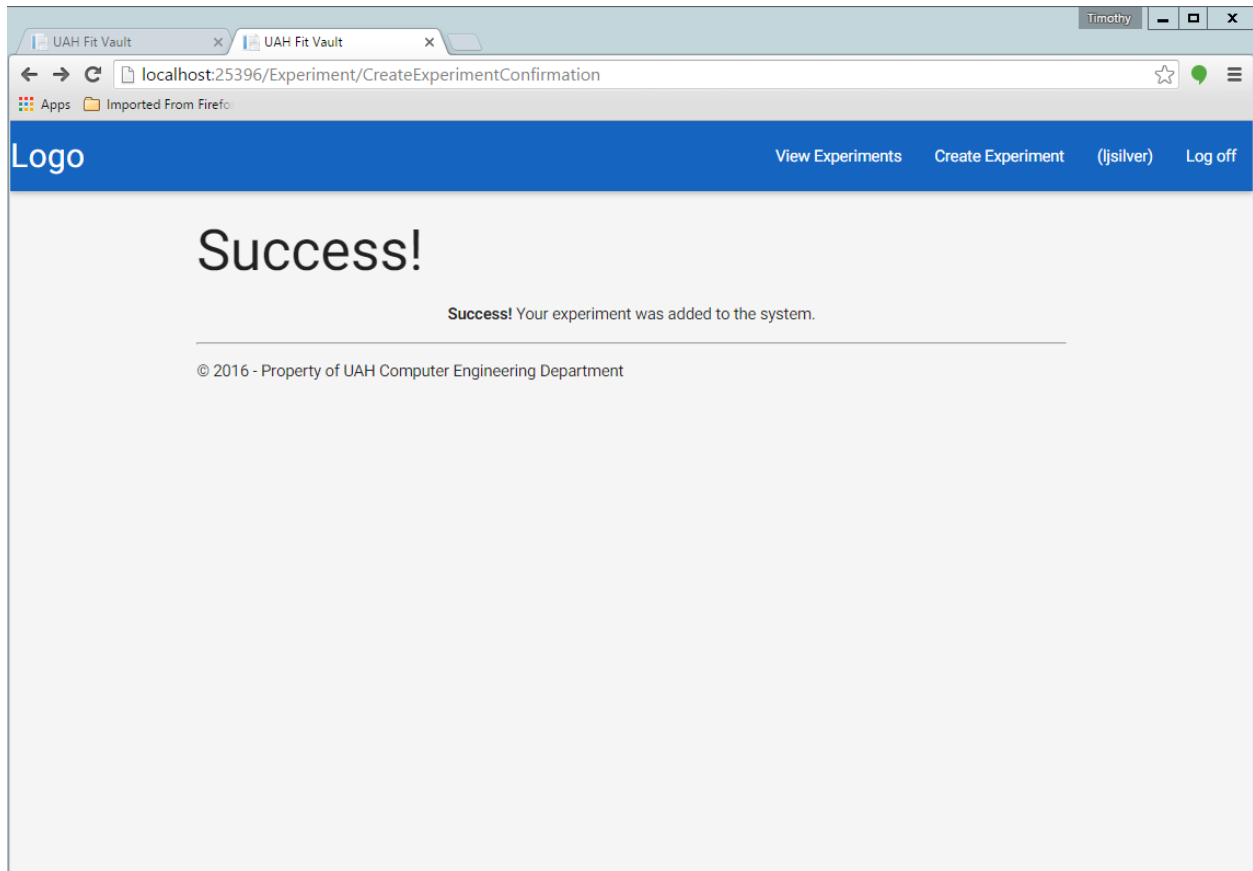 Timothy
UAH Fit Vault UAH Fit Vault
localhost:25396/Experiment/CreateExperimentConfirmation
Apps Imported From Firefo
Logo View Experiments Create Experiment (ljsilver) Log off
Success!
Success! Your experiment was added to the system.
© 2016 - Property of UAH Computer Engineering Department